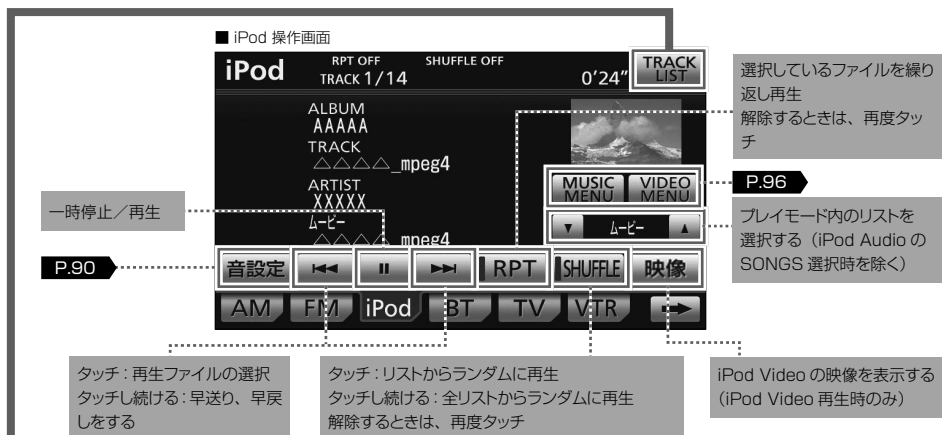 ■ iPod 操作画面
iPod
RPT OFF
SHUFFLE OFF
TRACK 1/14
0'24"
TRACK
LIST
ALBUM
AAAAA
TRACK
△△△△_mpeg4
ARTIST
XXXXX
ムービー
△△△△_mpeg4
MUSIC
MENU
VIDEO
MENU
▼ ムービー ▲
音設定
⏮
⏸
⏭
RPT
SHUFFLE
映像
AM
FM
iPod
BT
TV
VTR
選択しているファイルを繰り
返し再生
解除するときは、再度タッ
チ
P.96
プレイモード内のリストを
選択する（iPod Audio の
SONGS 選択時を除く）
一時停止／再生
P.90
タッチ：再生ファイルの選択
タッチし続ける：早送り、早戻
しをする
タッチ：リストからランダムに再生
タッチし続ける：全リストからランダムに再生
解除するときは、再度タッチ
iPod Video の映像を表示する
（iPod Video 再生時のみ）